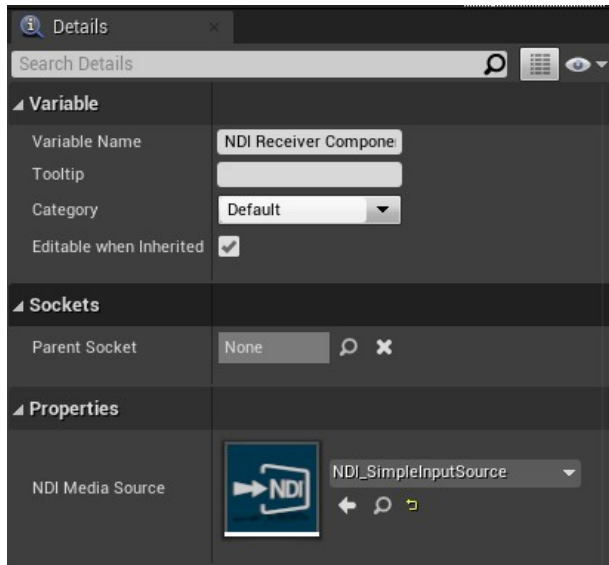 Details
Search Details
Variable
Variable Name NDI Receiver Compone
Tooltip
Category Default
Editable when Inherited
Sockets
Parent Socket None
Properties
NDI Media Source NDI NDI_SimpleInputSource